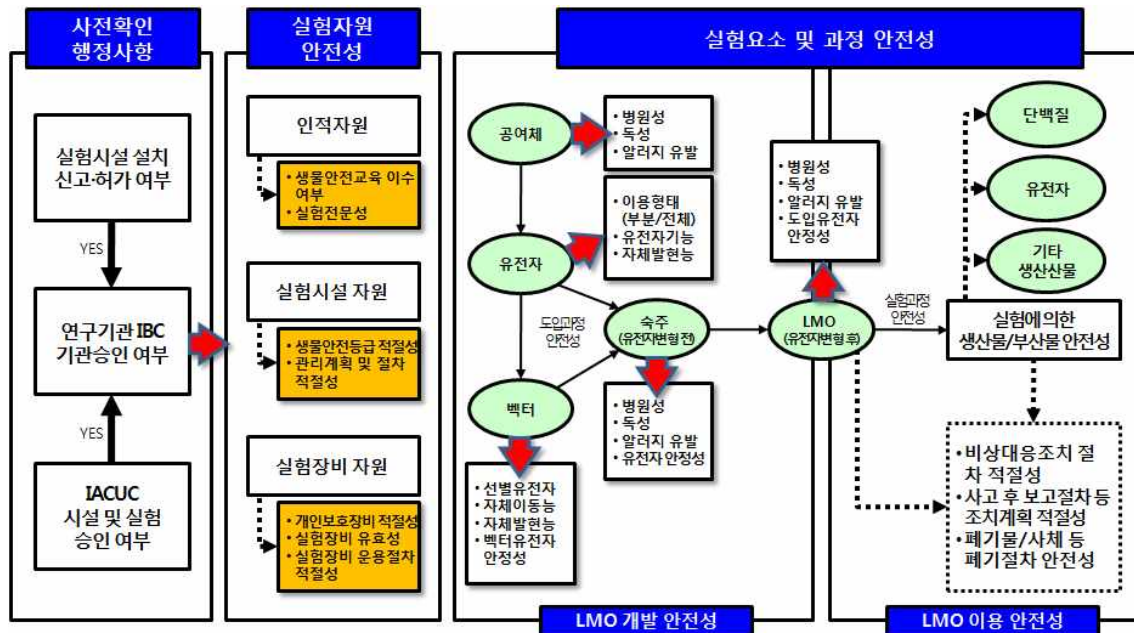 사전확인
행정사항
실험시설 설치
신고·허가 여부
YES
연구기관 IBC
기관승인 여부
YES
IACUC
시설 및 실험
승인 여부
실험자원
안전성
인적자원
• 생물안전교육 이수
여부
• 실험전문성
실험시설 자원
• 생물안전등급 적절성
• 관리계획 및 절차
적절성
실험장비 자원
• 개인보호장비 적절성
• 실험장비 유효성
• 실험장비 운용절차
적절성
실험요소 및 과정 안전성
공여체
• 병원성
• 독성
• 알러지 유발
유전자
• 이용형태
(부분/전체)
• 유전자기능
• 자체발현능
벡터
• 선별유전자
• 자체이동능
• 자체발현능
• 벡터유전자
안정성
도입과정
안전성
숙주
(유전자변형 전)
• 병원성
• 독성
• 알러지 유발
• 유전자 안정성
• 병원성
• 독성
• 알러지 유발
• 도입유전자
안정성
LMO
(유전자변형 후)
실험과정
안전성
단백질
유전자
기타
생산산물
실험에 의한
생산물/부산물 안전성
• 비상대응조치 절
차 적절성
• 사고 후 보고절차 등
조치계획 적절성
• 폐기물/사체 등
폐기절차 안전성
LMO 개발 안전성
LMO 이용 안전성